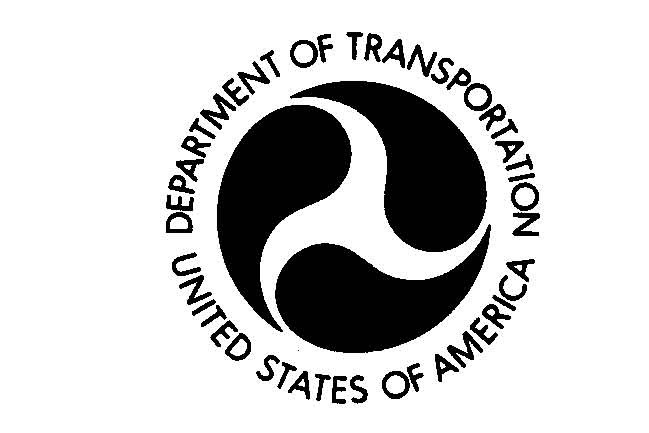 DEPARTMENT OF TRANSPORTATION
UNITED STATES OF AMERICA